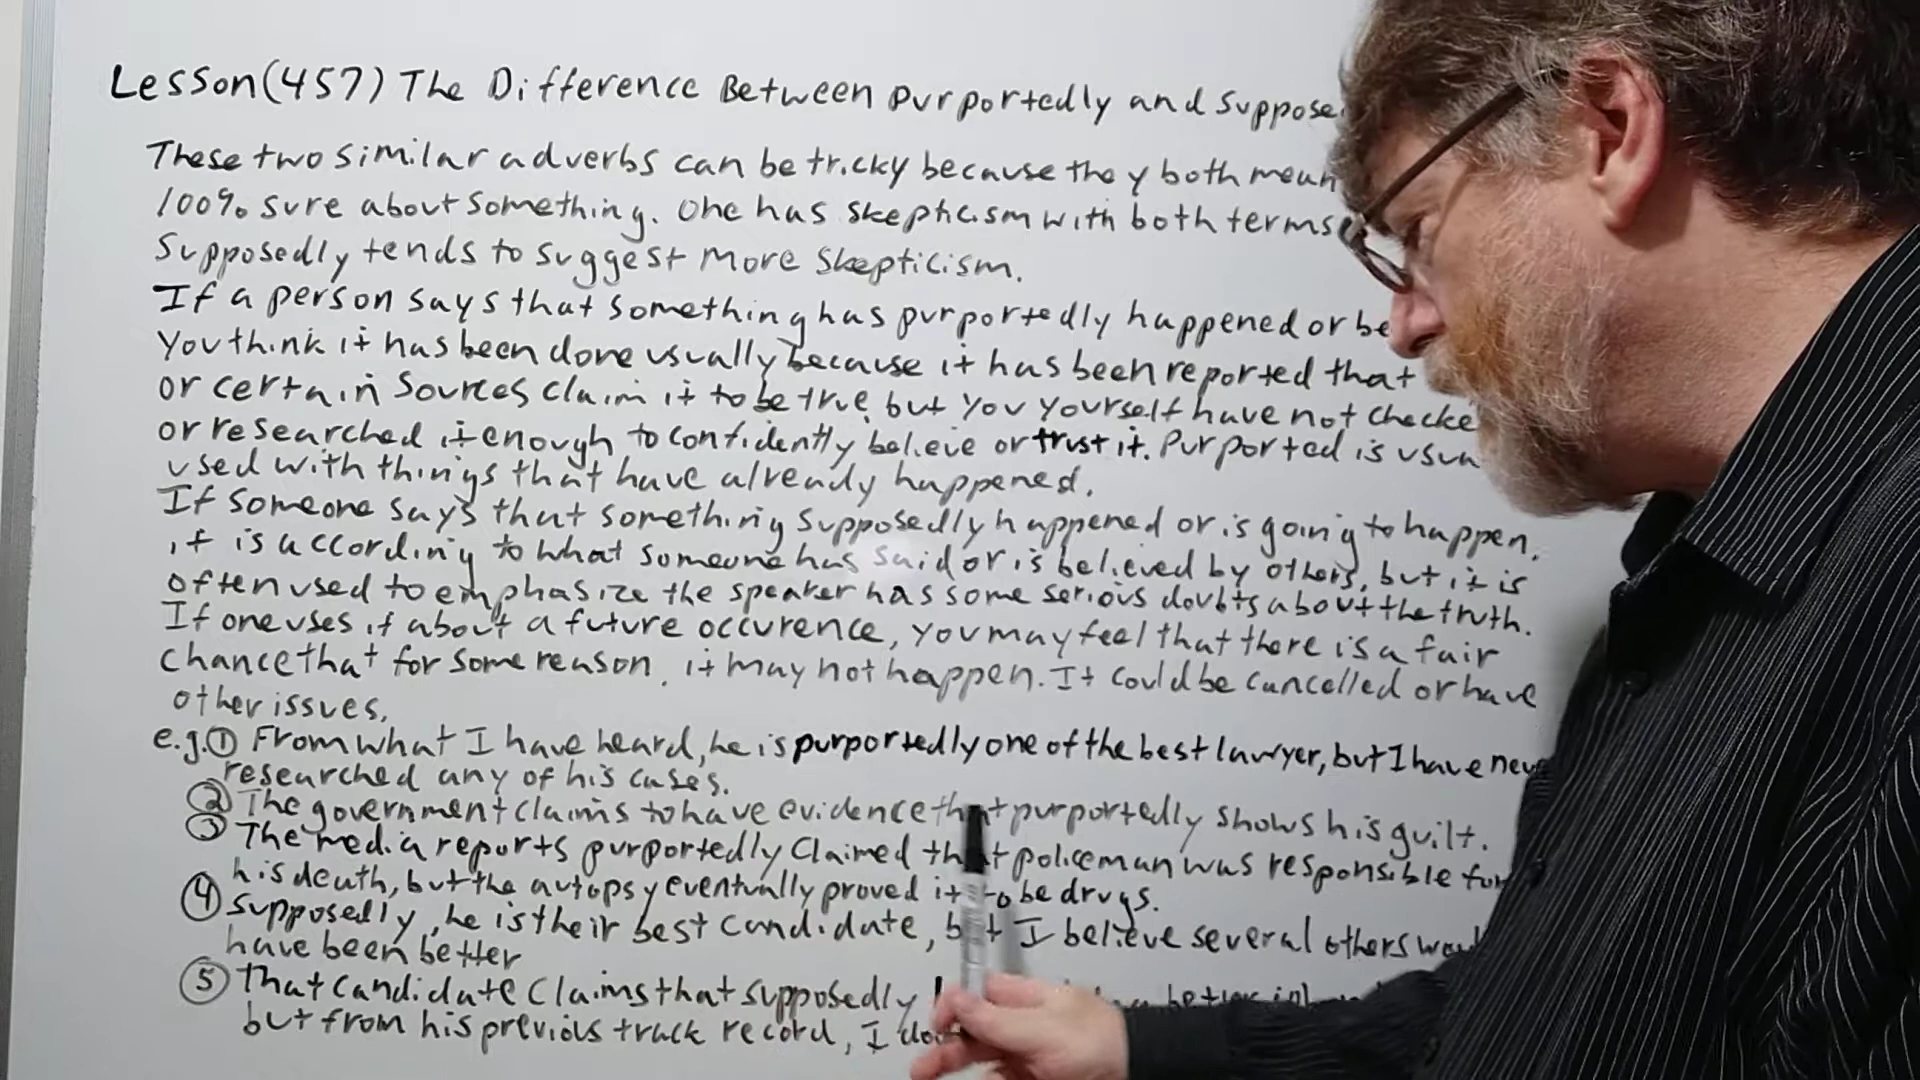 Lesson (457) The Difference Between Purportedly and Suppose
These two similar adverbs can be tricky because they both mean
100% sure about something. One has skepticism with both terms
Supposedly tends to suggest more skepticism.
If a person says that something has purportedly happened or be
You think it has been done usually because it has been reported that
or certain sources claim it to be true, but you yourself have not checke
or researched it enough to confidently believe or trust it. Purported is usua
used with things that have already happened.
If someone says that something supposedly happened or is going to happen,
it is according to what someone has said or is believed by others, but it is
often used to emphasize the speaker has some serious doubts about the truth.
If one uses it about a future occurence, you may feel that there is a fair
chance that for some reason, it may not happen. It could be cancelled or have
other issues.
e.g. ① From what I have heard, he is purportedly one of the best lawyer, but I have neve
researched any of his cases.
② The government claims to have evidence that purportedly shows his guilt.
③ The media reports purportedly claimed that policeman was responsible for
his death, but the autopsy eventually proved it to be drugs.
④ Supposedly, he is their best candidate, but I believe several others would
have been better
⑤ That candidate claims that supposedly
but from his previous track record, I do